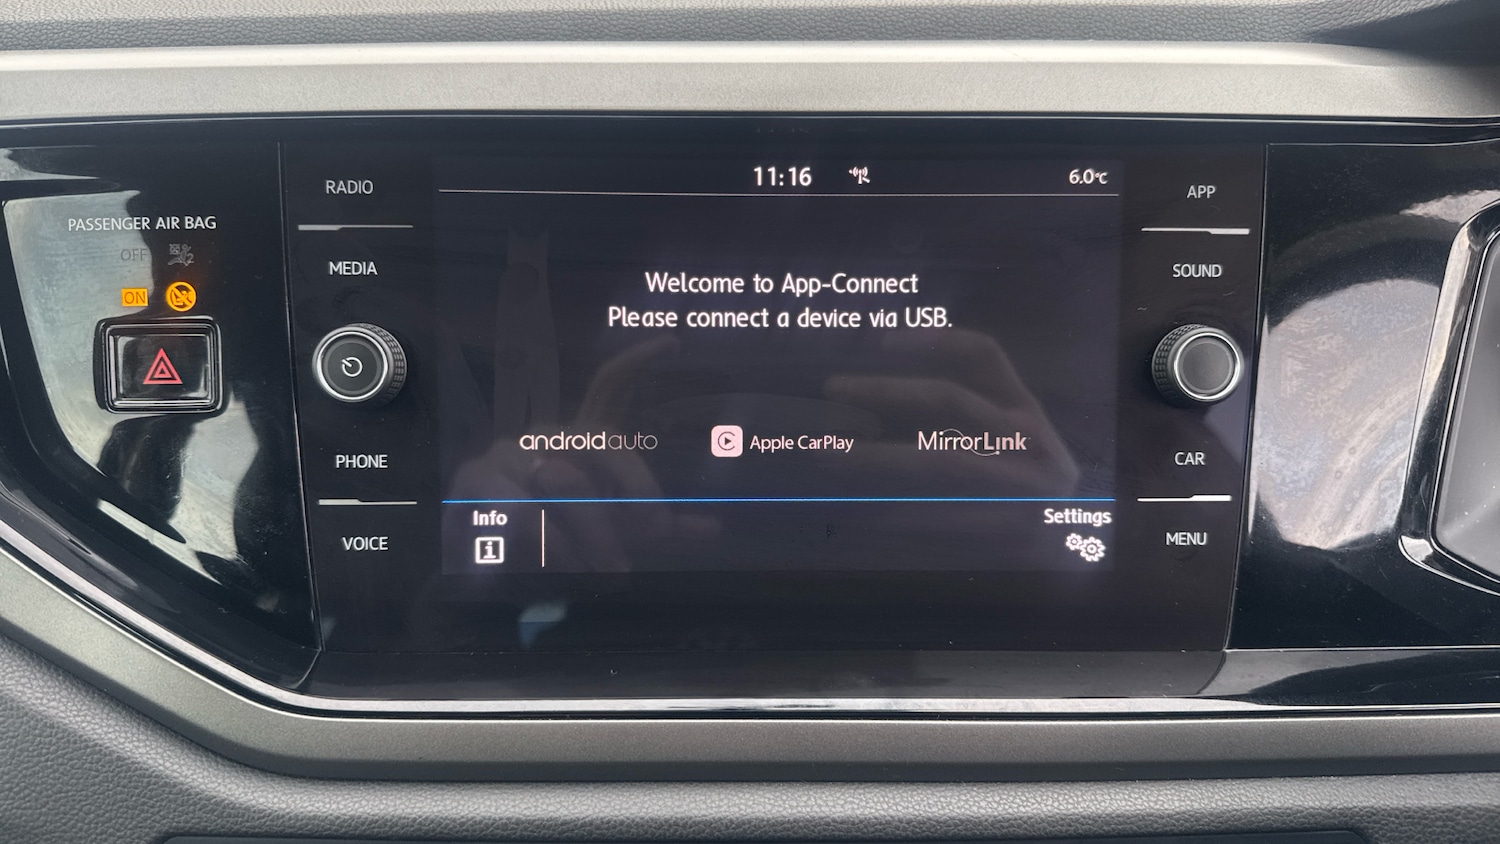 PASSENGER AIR BAG
OFF
ON
RADIO
MEDIA
PHONE
VOICE
11:16
6.0°C
Welcome to App-Connect
Please connect a device via USB.
androidauto
Apple CarPlay
MirrorLink
Info
Settings
APP
SOUND
CAR
MENU